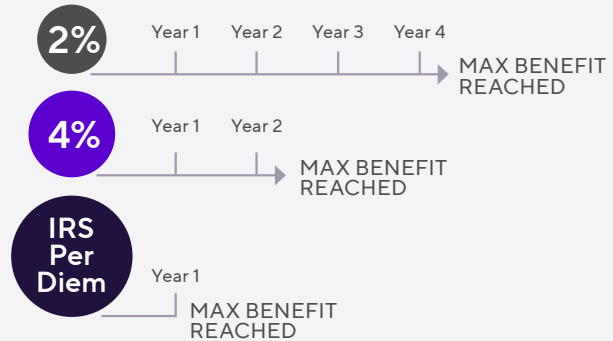 2%
Year 1 Year 2 Year 3 Year 4
MAX BENEFIT
REACHED
4%
Year 1 Year 2
MAX BENEFIT
REACHED
IRS
Per
Diem
Year 1
MAX BENEFIT
REACHED